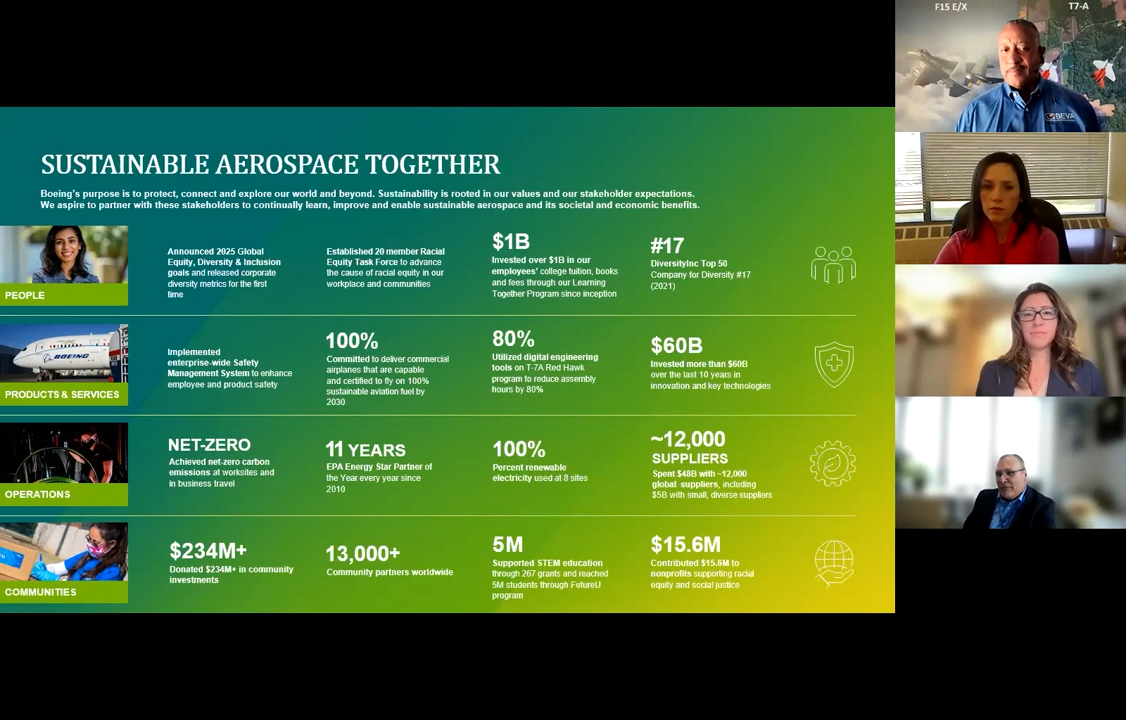 F15 E/X
T7-A
BEVA
SUSTAINABLE AEROSPACE TOGETHER
Boeing's purpose is to protect, connect and explore our world and beyond. Sustainability is rooted in our values and our stakeholder expectations.
We aspire to partner with these stakeholders to continually learn, improve and enable sustainable aerospace and its societal and economic benefits.
PEOPLE
Announced 2025 Global
Equity, Diversity & Inclusion
goals and released corporate
diversity metrics for the first
time
Established 20 member Racial
Equity Task Force to advance
the cause of racial equity in our
workplace and communities
$1B
Invested over $1B in our
employees' college tuition, books
and fees through our Learning
Together Program since inception
#17
DiversityInc Top 50
Company for Diversity #17
(2021)
BOEING
PRODUCTS & SERVICES
Implemented
enterprise-wide Safety
Management System to enhance
employee and product safety
100%
Committed to deliver commercial
airplanes that are capable
and certified to fly on 100%
sustainable aviation fuel by
2030
80%
Utilized digital engineering
tools on T-7A Red Hawk
program to reduce assembly
hours by 80%
$60B
Invested more than $60B
over the last 10 years in
innovation and key technologies
OPERATIONS
NET-ZERO
Achieved net-zero carbon
emissions at worksites and
in business travel
11 YEARS
EPA Energy Star Partner of
the Year every year since
2010
100%
Percent renewable
electricity used at 8 sites
~12,000
SUPPLIERS
Spent $48B with ~12,000
global suppliers, including
$5B with small, diverse suppliers
COMMUNITIES
$234M+
Donated $234M+ in community
investments
13,000+
Community partners worldwide
5M
Supported STEM education
through 267 grants and reached
5M students through FutureU
program
$15.6M
Contributed $15.6M to
nonprofits supporting racial
equity and social justice